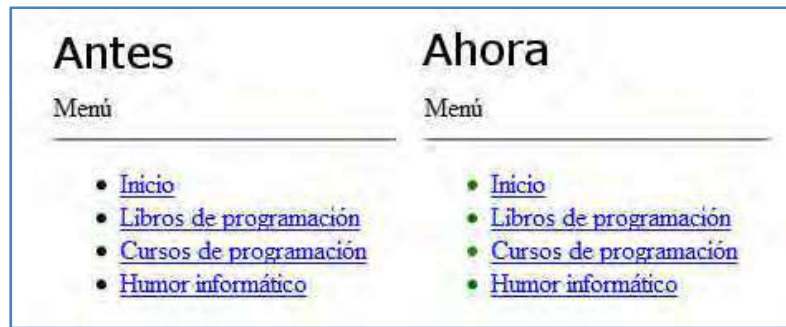 Antes
Menú
Inicio
Libros de programación
Cursos de programación
Humor informático
Ahora
Menú
Inicio
Libros de programación
Cursos de programación
Humor informático